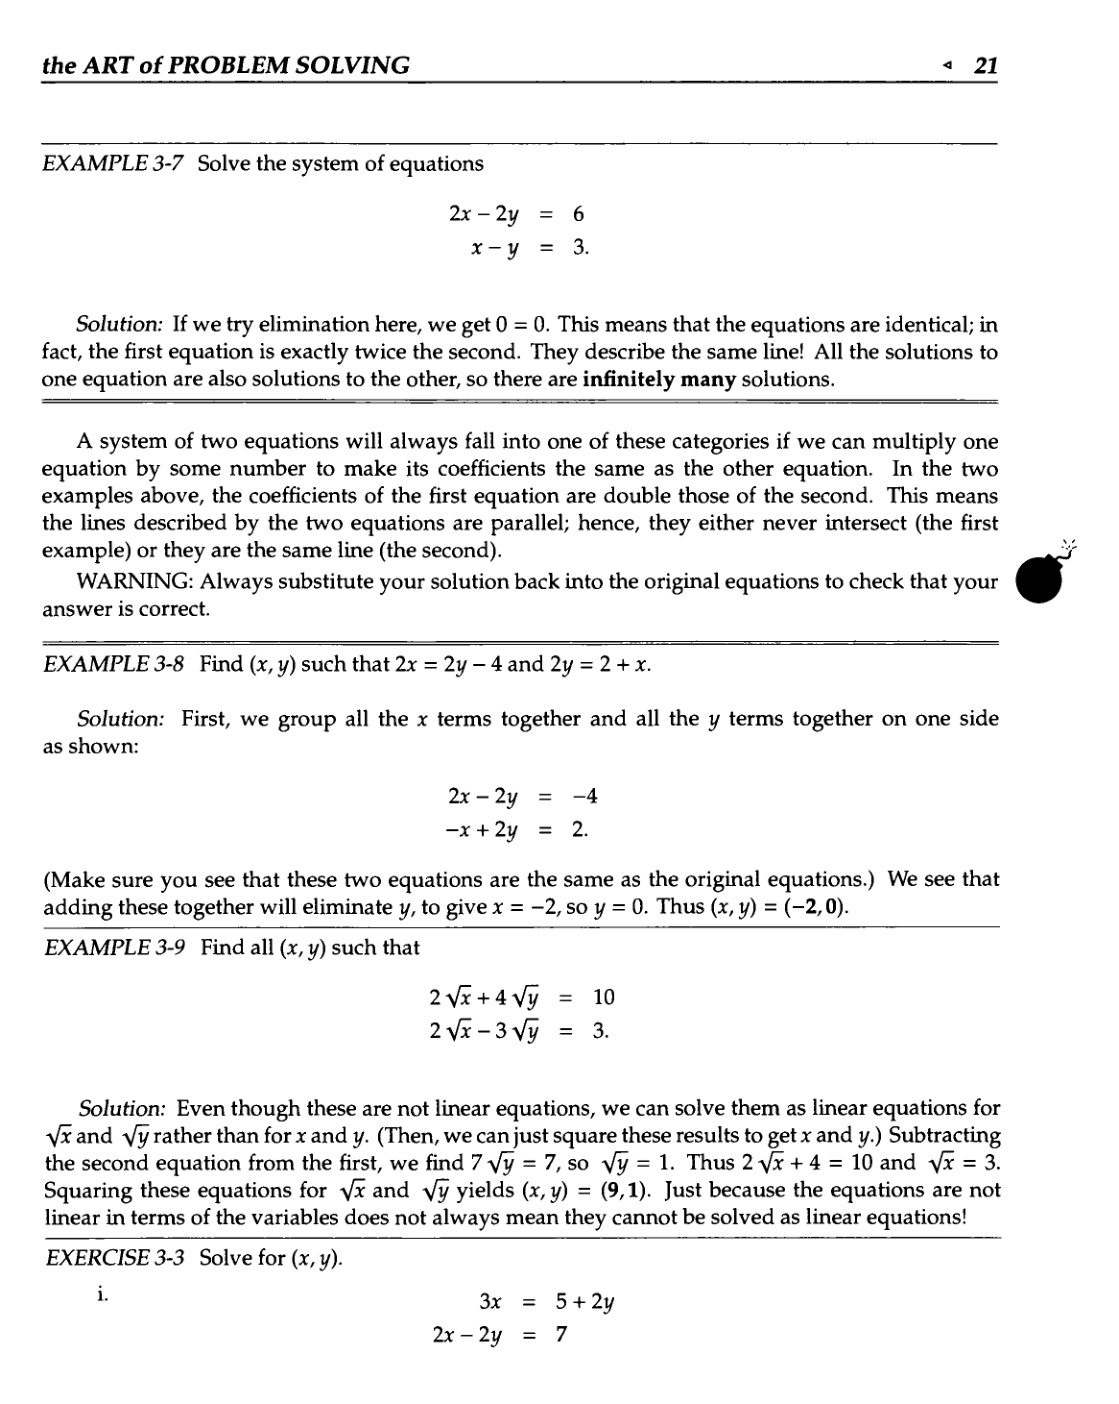 the ART of PROBLEM SOLVING ◃ 21
EXAMPLE 3-7 Solve the system of equations
2x − 2y = 6
x − y = 3.
Solution: If we try elimination here, we get 0 = 0. This means that the equations are identical; in
fact, the first equation is exactly twice the second. They describe the same line! All the solutions to
one equation are also solutions to the other, so there are infinitely many solutions.
A system of two equations will always fall into one of these categories if we can multiply one
equation by some number to make its coefficients the same as the other equation. In the two
examples above, the coefficients of the first equation are double those of the second. This means
the lines described by the two equations are parallel; hence, they either never intersect (the first
example) or they are the same line (the second).
WARNING: Always substitute your solution back into the original equations to check that your
answer is correct.
EXAMPLE 3-8 Find (x, y) such that 2x = 2y − 4 and 2y = 2 + x.
Solution: First, we group all the x terms together and all the y terms together on one side
as shown:
2x − 2y = −4
−x + 2y = 2.
(Make sure you see that these two equations are the same as the original equations.) We see that
adding these together will eliminate y, to give x = −2, so y = 0. Thus (x, y) = (−2, 0).
EXAMPLE 3-9 Find all (x, y) such that
2√x + 4√y = 10
2√x − 3√y = 3.
Solution: Even though these are not linear equations, we can solve them as linear equations for
√x and √y rather than for x and y. (Then, we can just square these results to get x and y.) Subtracting
the second equation from the first, we find 7√y = 7, so √y = 1. Thus 2√x + 4 = 10 and √x = 3.
Squaring these equations for √x and √y yields (x, y) = (9, 1). Just because the equations are not
linear in terms of the variables does not always mean they cannot be solved as linear equations!
EXERCISE 3-3 Solve for (x, y).
i. 3x = 5 + 2y
2x − 2y = 7